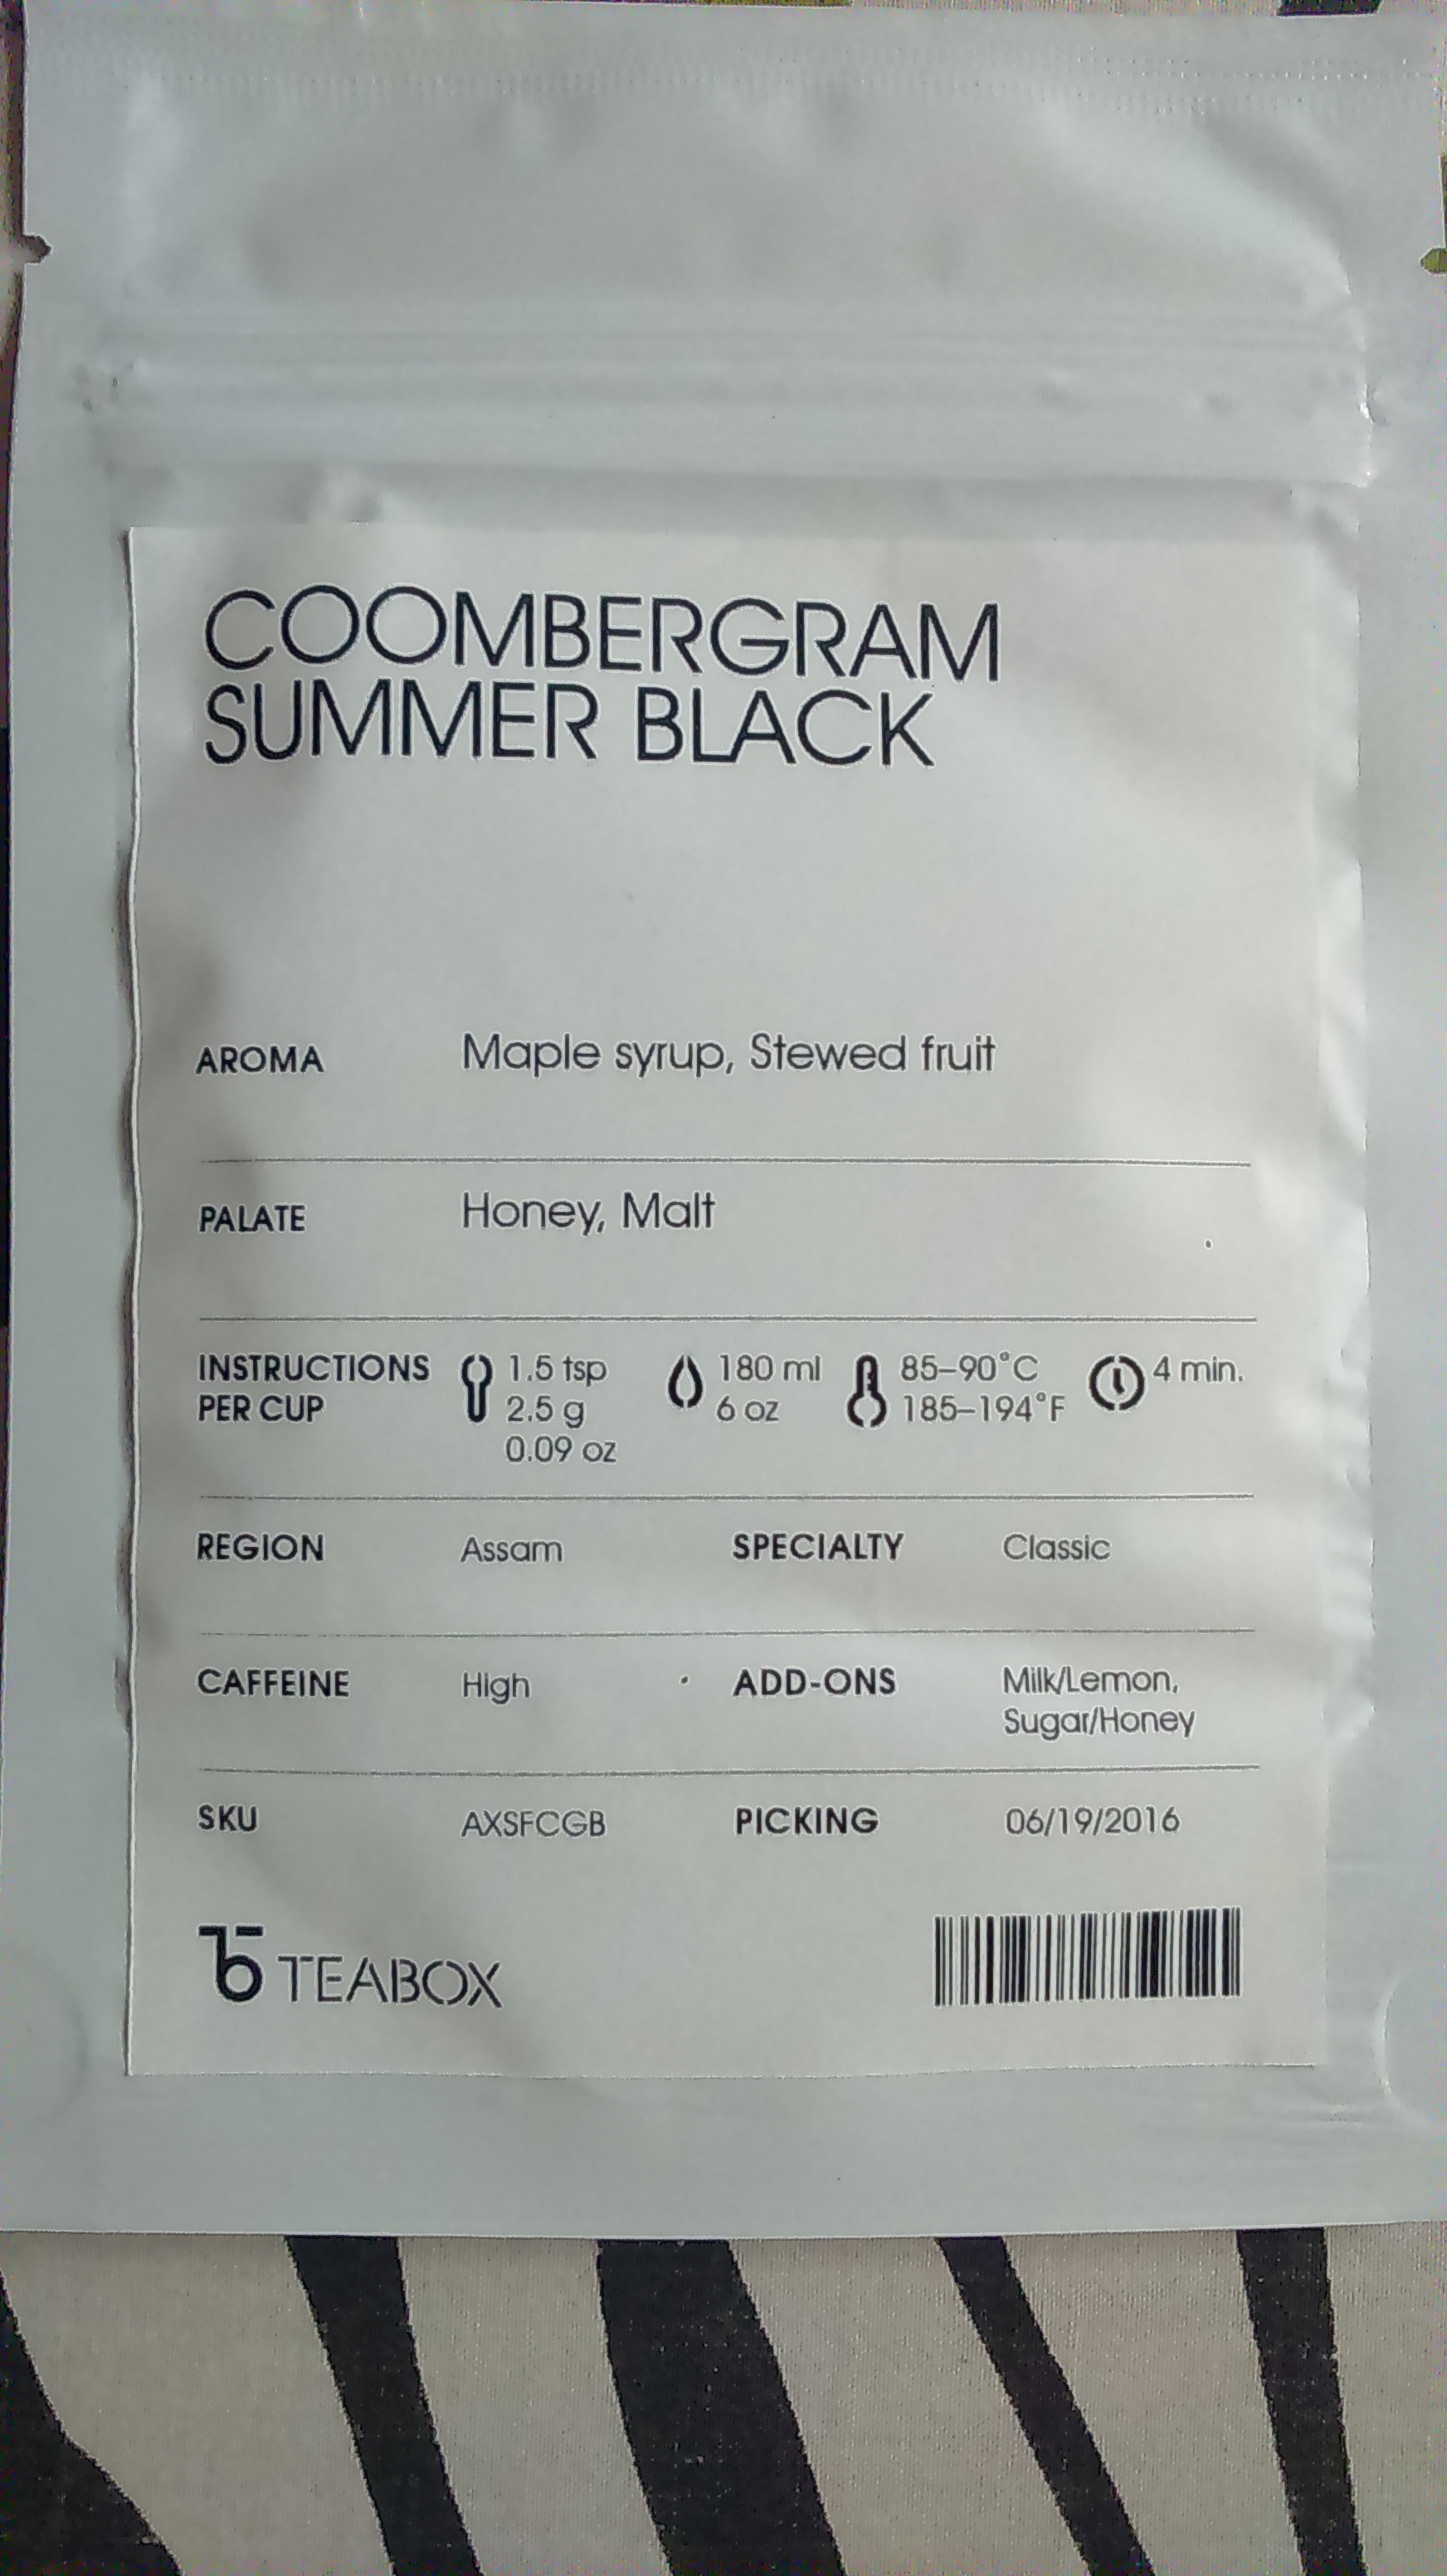 COOMBERGRAM
SUMMER BLACK
AROMA Maple syrup, Stewed fruit
PALATE Honey, Malt
INSTRUCTIONS PER CUP
1.5 tsp
2.5 g
0.09 oz
180 ml
6 oz
85–90°C
185–194°F
4 min.
REGION Assam SPECIALTY Classic
CAFFEINE High ADD-ONS Milk/Lemon,
Sugar/Honey
SKU AXSFCGB PICKING 06/19/2016
Tb TEABOX